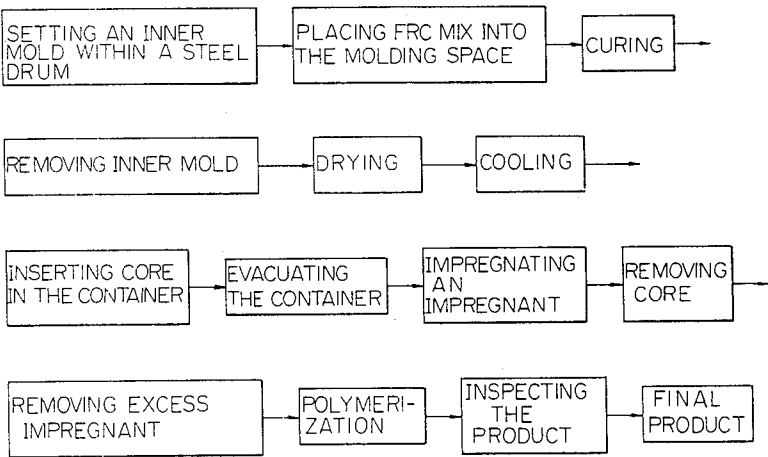 SETTING AN INNER
MOLD WITHIN A STEEL
DRUM
PLACING FRC MIX INTO
THE MOLDING SPACE
CURING
REMOVING INNER MOLD
DRYING
COOLING
INSERTING CORE
IN THE CONTAINER
EVACUATING
THE CONTAINER
IMPREGNATING
AN
IMPREGNANT
REMOVING
CORE
REMOVING EXCESS
IMPREGNANT
POLYMERI-
ZATION
INSPECTING
THE
PRODUCT
FINAL
PRODUCT